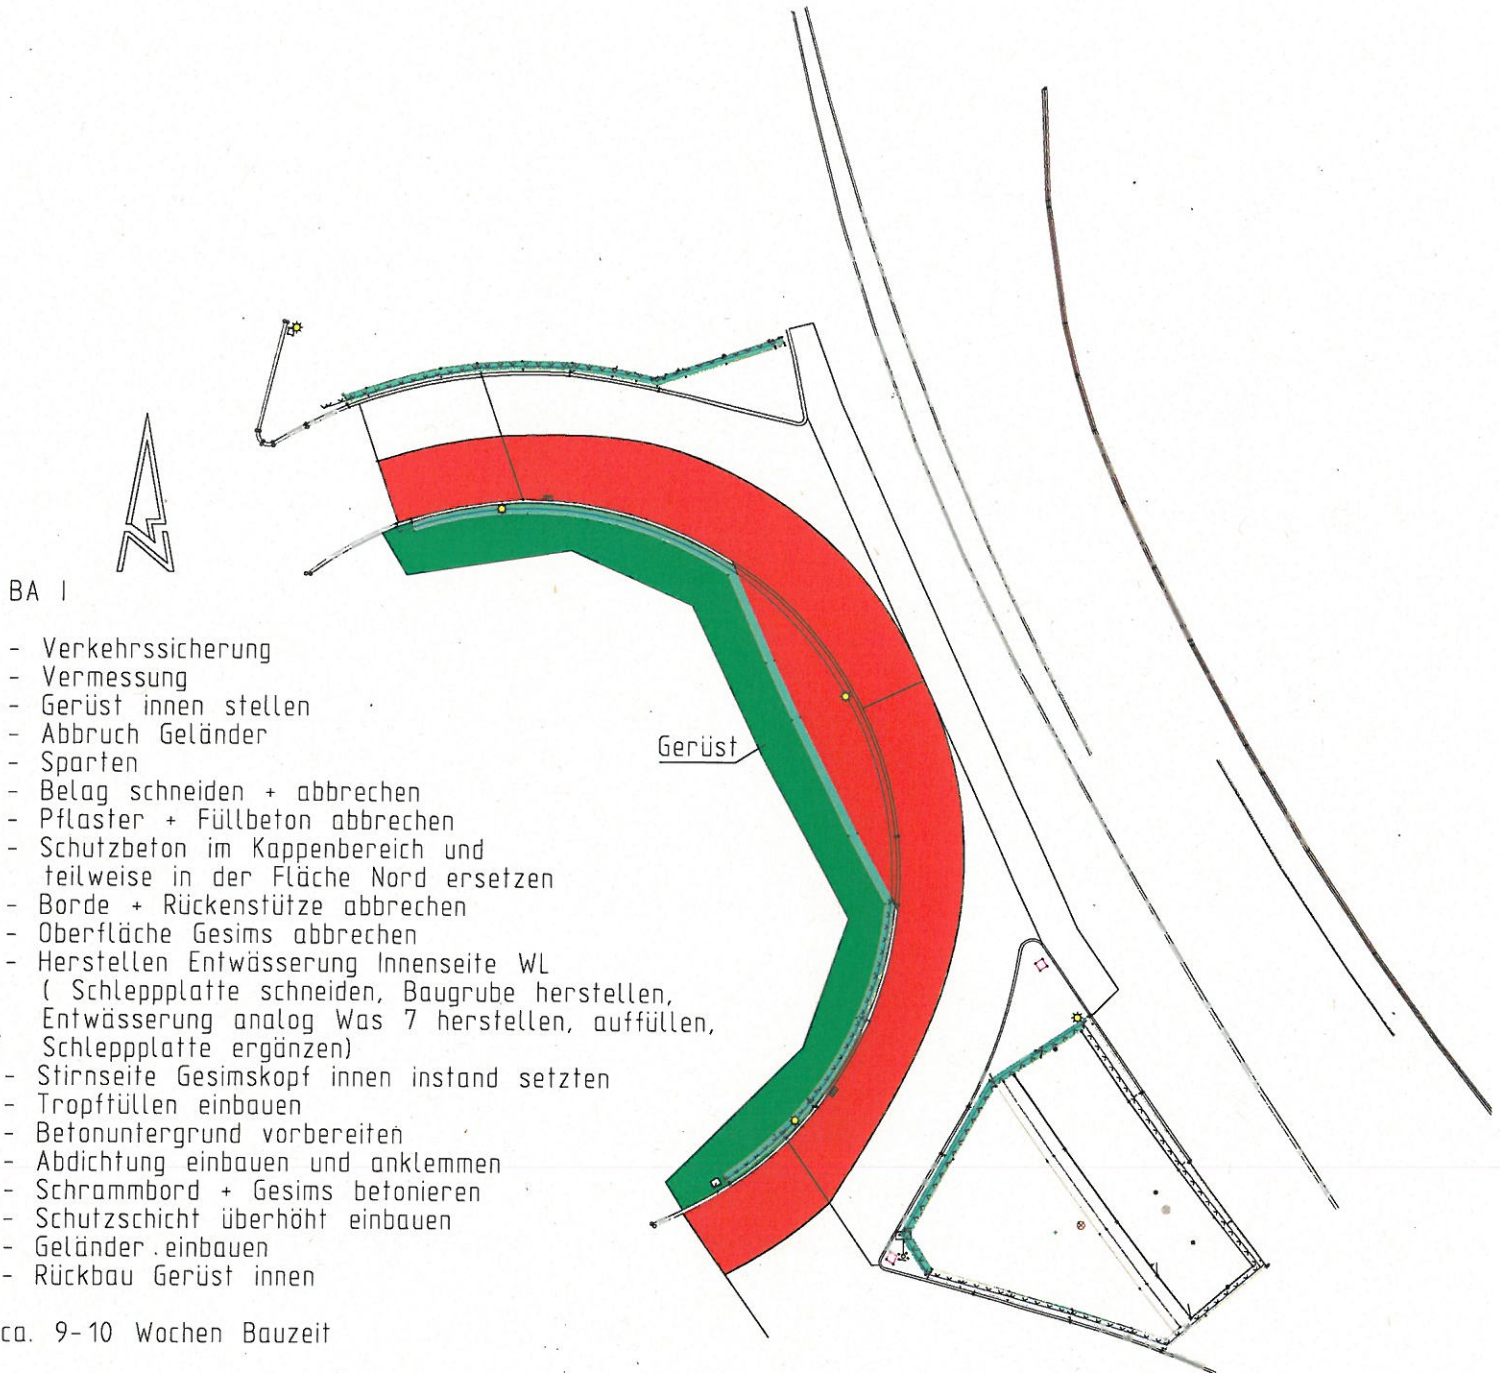 BA I
- Verkehrssicherung
- Vermessung
- Gerüst innen stellen
- Abbruch Geländer
- Sparten
- Belag schneiden + abbrechen
- Pflaster + Füllbeton abbrechen
- Schutzbeton im Kappenbereich und
teilweise in der Fläche Nord ersetzen
- Borde + Rückenstütze abbrechen
- Oberfläche Gesims abbrechen
- Herstellen Entwässerung Innenseite WL
( Schleppplatte schneiden, Baugrube herstellen,
Entwässerung analog Was 7 herstellen, auffüllen,
Schleppplatte ergänzen)
- Stirnseite Gesimskopf innen instand setzten
- Tropftüllen einbauen
- Betonuntergrund vorbereiten
- Abdichtung einbauen und anklemmen
- Schrammbord + Gesims betonieren
- Schutzschicht überhöht einbauen
- Geländer einbauen
- Rückbau Gerüst innen
ca. 9-10 Wochen Bauzeit
Gerüst